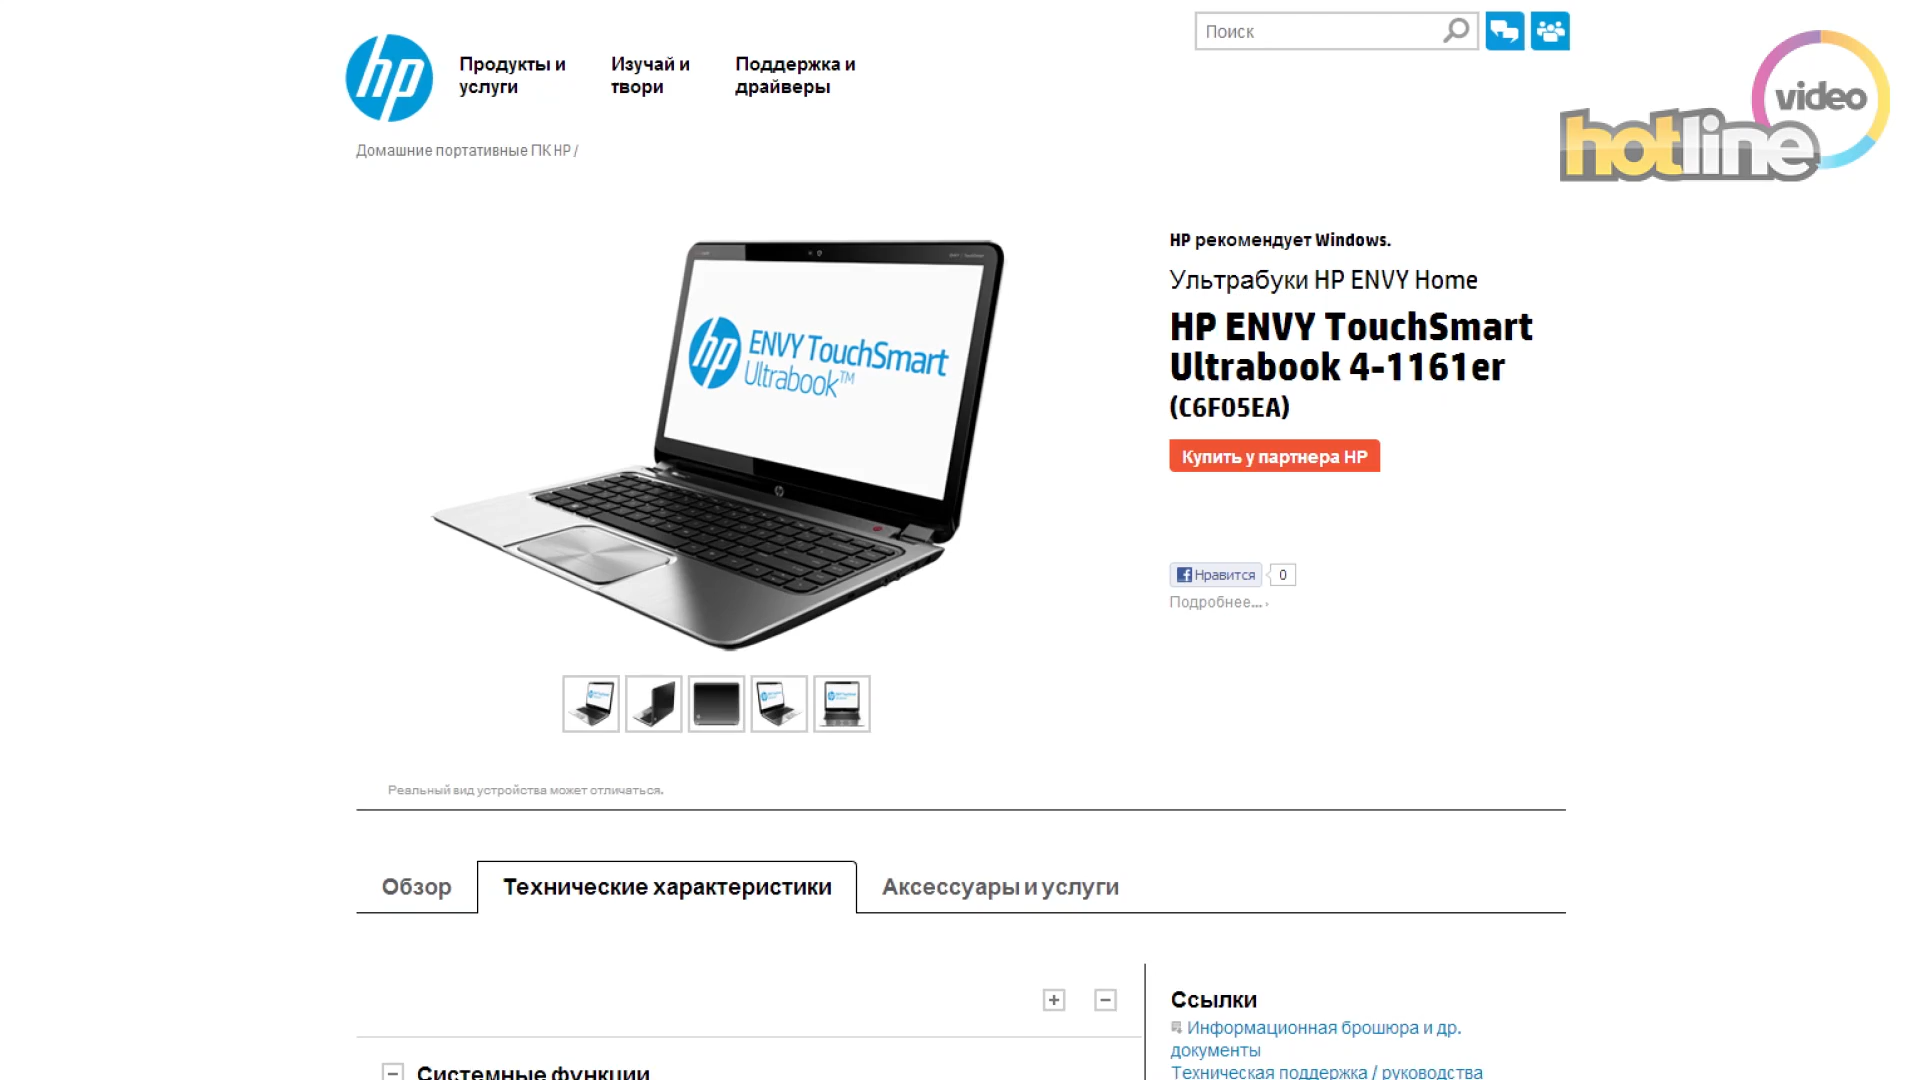 Поиск
hp
Продукты и
услуги
Изучай и
твори
Поддержка и
драйверы
video
hotline
Домашние портативные ПК HP /
HP рекомендует Windows.
Ультрабуки HP ENVY Home
HP ENVY TouchSmart
Ultrabook 4-1161er
(C6F05EA)
Купить у партнера HP
hp ENVY TouchSmart
Ultrabook™
Нравится 0
Подробнее... ›
Реальный вид устройства может отличаться.
Обзор
Технические характеристики
Аксессуары и услуги
Ссылки
Информационная брошюра и др.
документы
Техническая поддержка / руководства
Системные функции